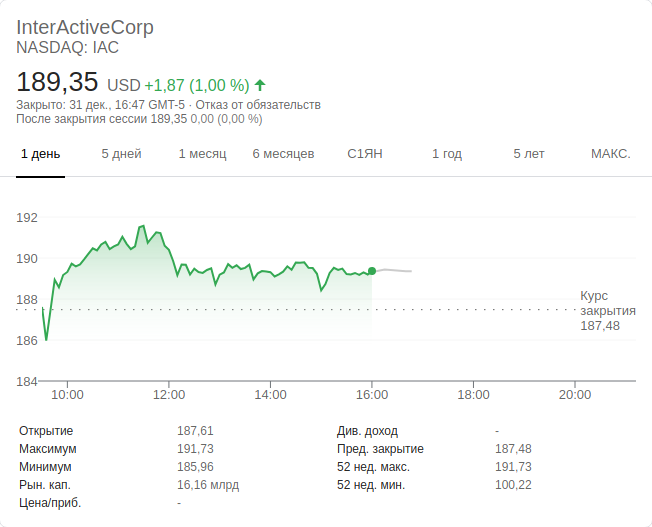 InterActiveCorp
NASDAQ: IAC
189,35 USD +1,87 (1,00 %)
Закрыто: 31 дек., 16:47 GMT-5 · Отказ от обязательств
После закрытия сессии 189,35 0,00 (0,00 %)
1 день 5 дней 1 месяц 6 месяцев С1ЯН 1 год 5 лет МАКС.
192
190
188
Курс
закрытия
187,48
186
184
10:00 12:00 14:00 16:00 18:00 20:00
Открытие 187,61 Див. доход -
Максимум 191,73 Пред. закрытие 187,48
Минимум 185,96 52 нед. макс. 191,73
Рын. кап. 16,16 млрд 52 нед. мин. 100,22
Цена/приб. -